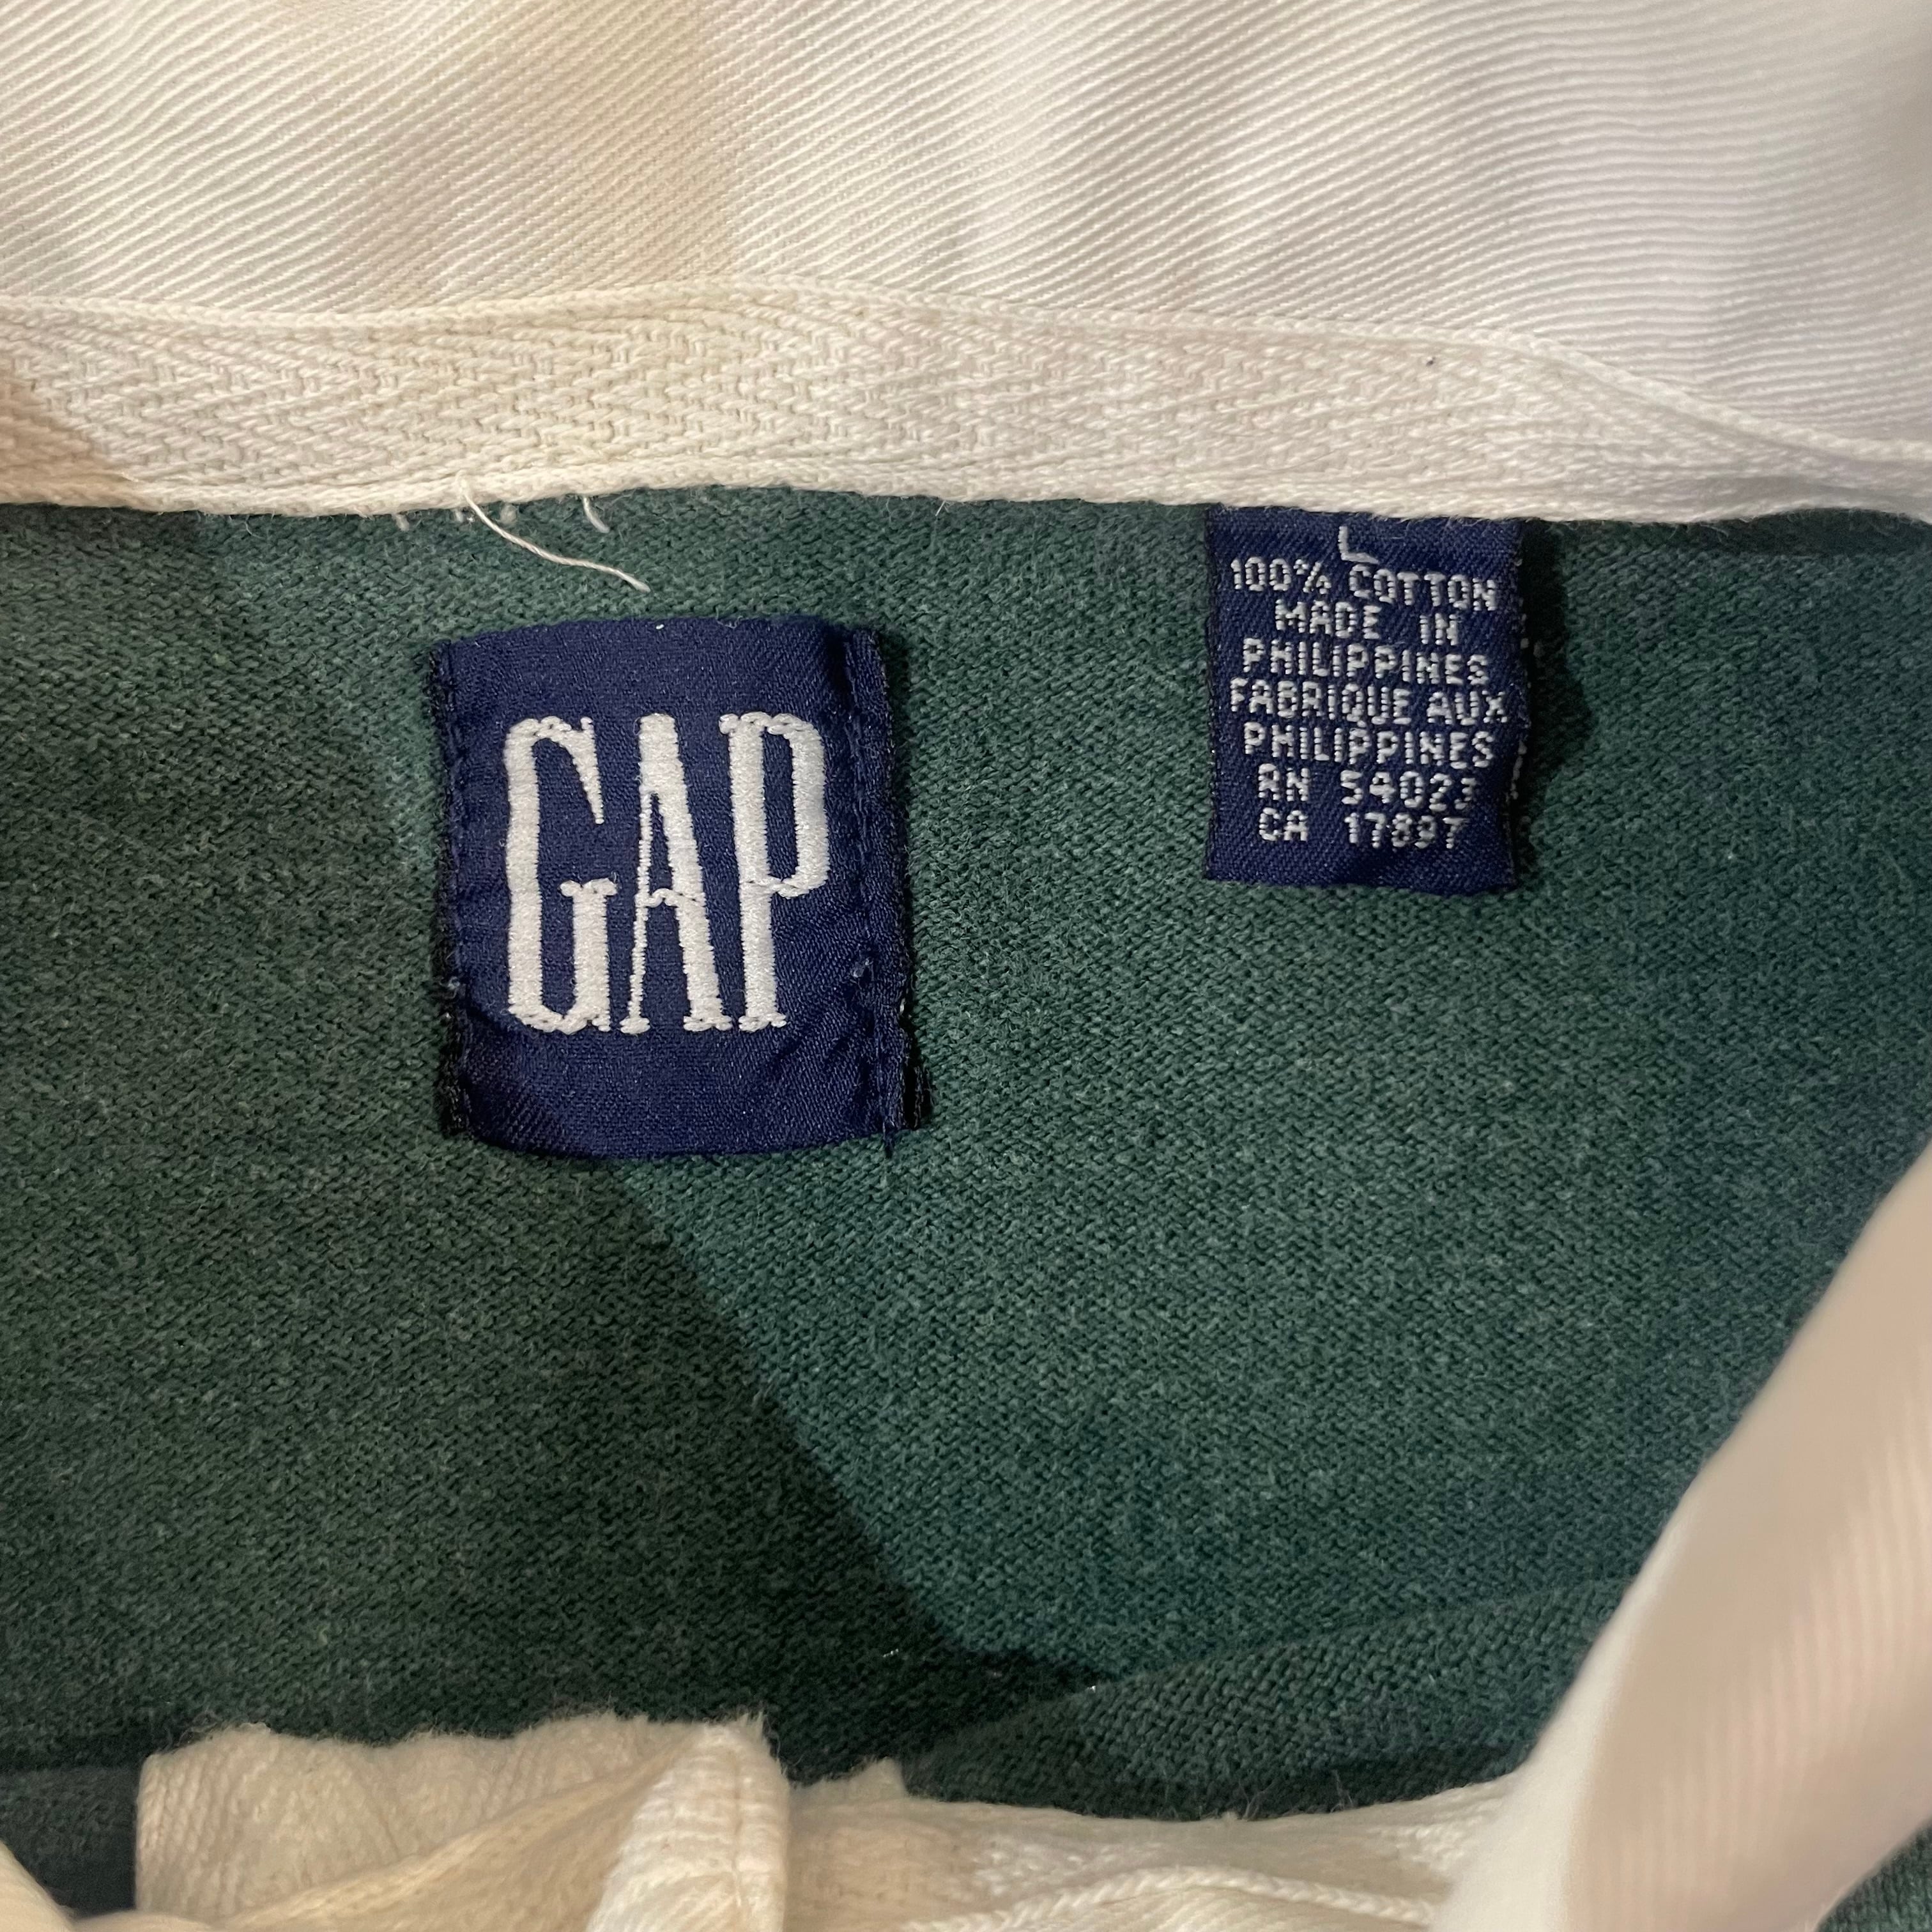 GAP
L
100% COTTON
MADE IN
PHILIPPINES
FABRIQUE AUX
PHILIPPINES
RN 54023
CA 17897